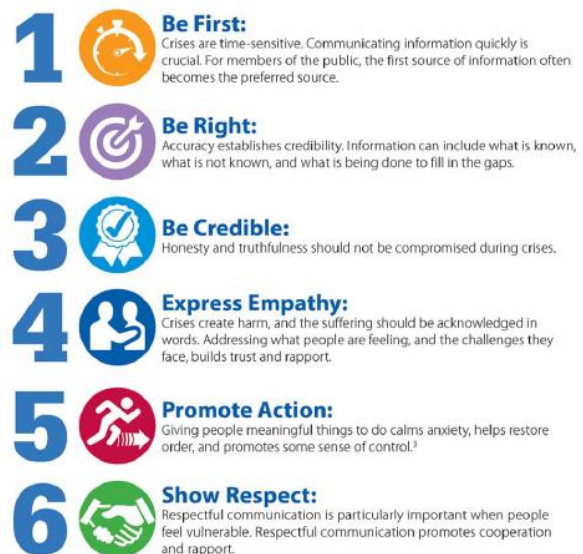 1
Be First:
Crises are time-sensitive. Communicating information quickly is
crucial. For members of the public, the first source of information often
becomes the preferred source.
2
Be Right:
Accuracy establishes credibility. Information can include what is known,
what is not known, and what is being done to fill in the gaps.
3
Be Credible:
Honesty and truthfulness should not be compromised during crises.
4
Express Empathy:
Crises create harm, and the suffering should be acknowledged in
words. Addressing what people are feeling, and the challenges they
face, builds trust and rapport.
5
Promote Action:
Giving people meaningful things to do calms anxiety, helps restore
order, and promotes some sense of control.³
6
Show Respect:
Respectful communication is particularly important when people
feel vulnerable. Respectful communication promotes cooperation
and rapport.